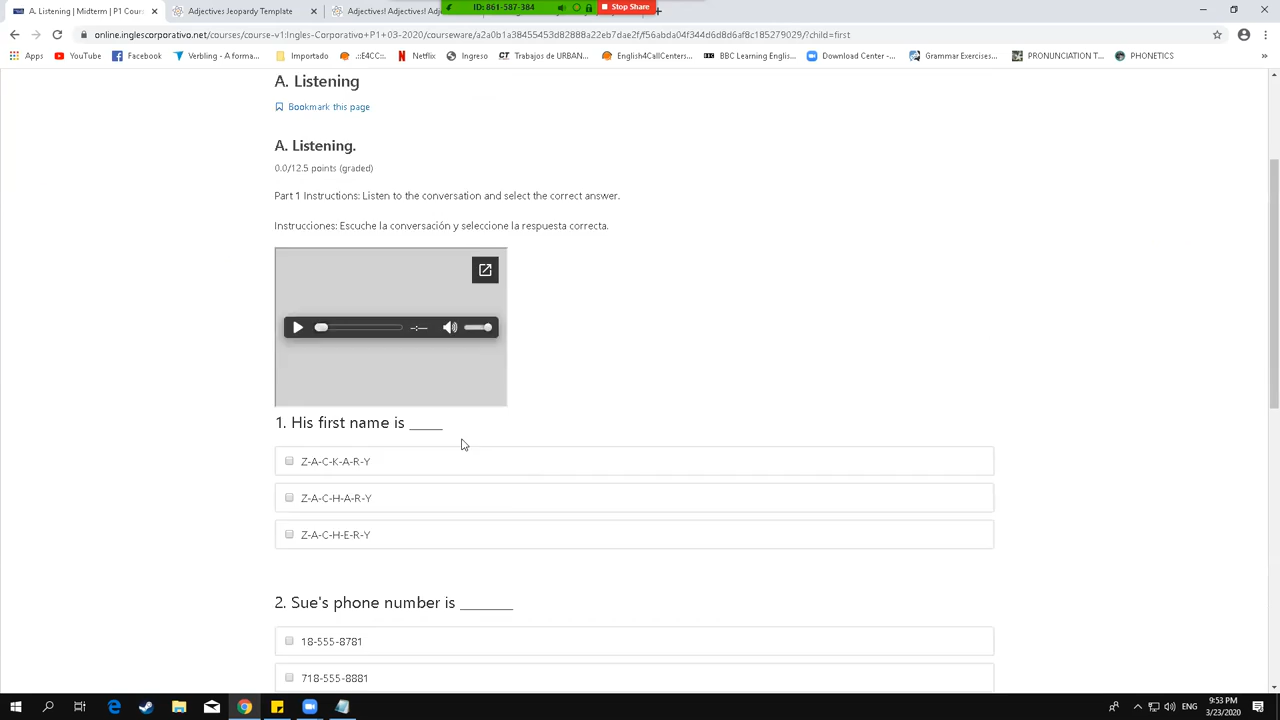 A. Listening | Midterm | P1 Cours
Adjectives Jeopardy Template
Adjectives! Adjectives! Adj
ID: 861-587-384
Stop Share
online.inglescorporativo.net/courses/course-v1:Ingles-Corporativo+P1+03-2020/courseware/a2a0b1a38455453d82888a22eb7dae2f/f56abda04f344d6d8d6af8c185279029/?child=first
Apps
YouTube
Facebook
Verbling - A forma...
Importado
.::E4CC::.
Netflix
Ingreso
CT Trabajos de URBAN...
English4CallCenters...
BBC Learning Englis...
Download Center -...
Grammar Exercises...
PRONUNCIATION T...
PHONETICS
A. Listening
Bookmark this page
A. Listening.
0.0/12.5 points (graded)
Part 1 Instructions: Listen to the conversation and select the correct answer.
Instrucciones: Escuche la conversación y seleccione la respuesta correcta.
--:--
1. His first name is _____
Z-A-C-K-A-R-Y
Z-A-C-H-A-R-Y
Z-A-C-H-E-R-Y
2. Sue's phone number is _______
18-555-8781
718-555-8881
ENG
9:53 PM
3/23/2020